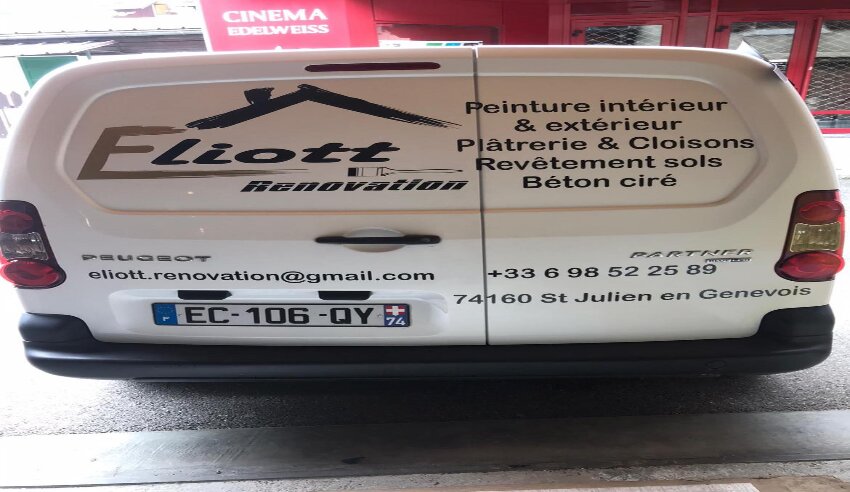 CINEMA
EDELWEISS
Eliott
Renovation
Peinture intérieur
& extérieur
Plâtrerie & Cloisons
Revêtement sols
Béton ciré
PEUGEOT
PARTNER
eliott.renovation@gmail.com
+33 6 98 52 25 89
74160 St Julien en Genevois
F EC-106-QY 74